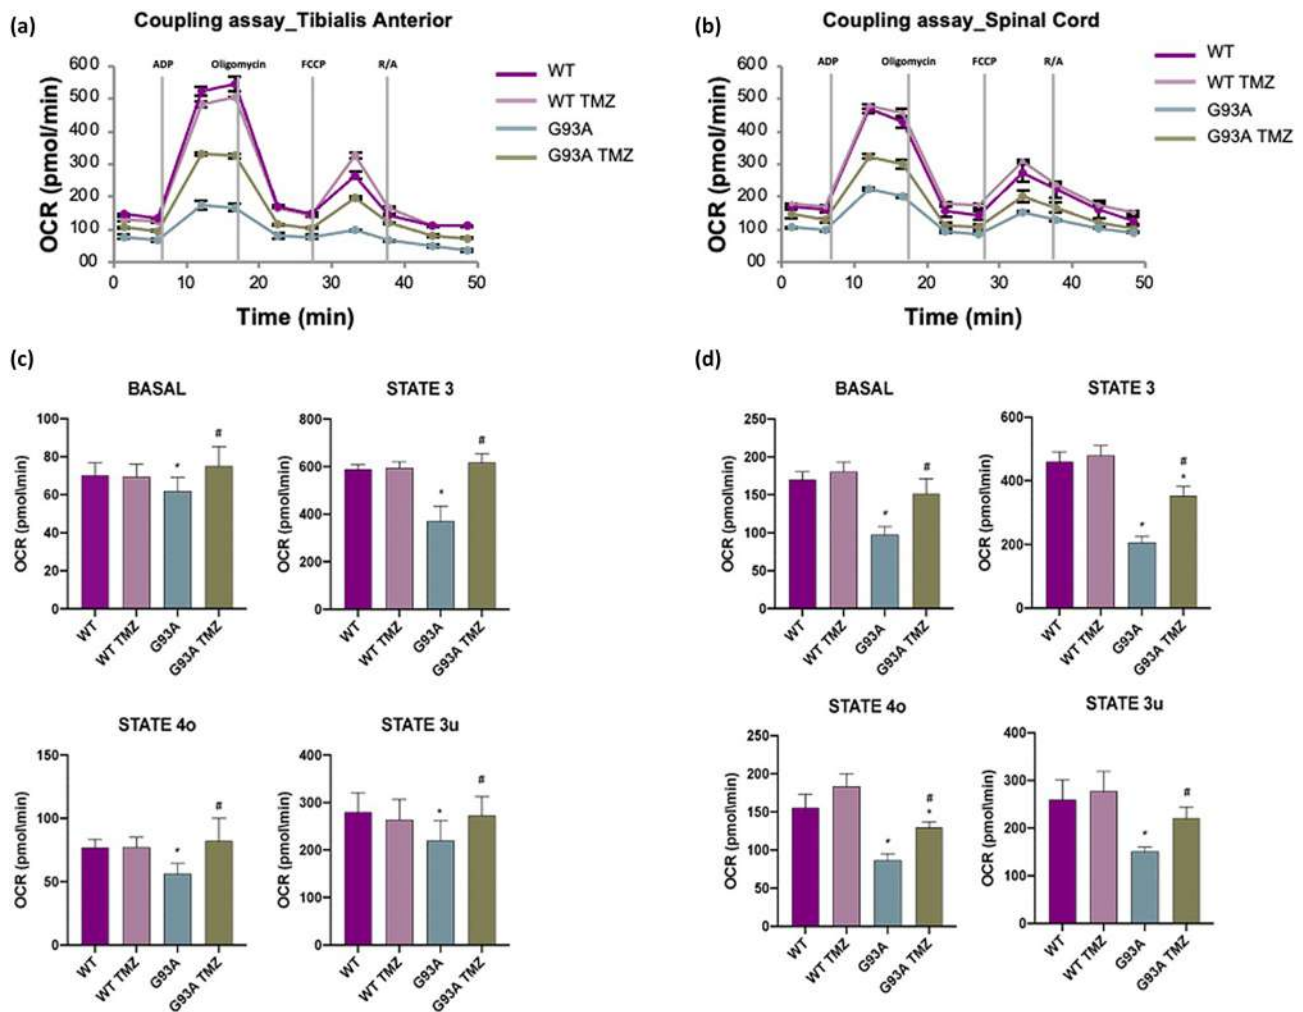 (a)
Coupling assay_Tibialis Anterior
600
500
400
300
200
100
00
OCR (pmol/min)
ADP
Oligomycin
FCCP
R/A
0
10
20
30
40
50
Time (min)
WT
WT TMZ
G93A
G93A TMZ
(b)
Coupling assay_Spinal Cord
600
500
400
300
200
100
00
OCR (pmol/min)
ADP
Oligomycin
FCCP
R/A
0
10
20
30
40
50
Time (min)
WT
WT TMZ
G93A
G93A TMZ
(c)
BASAL
100
80
60
40
20
0
OCR (pmol\min)
*
#
WT
WT TMZ
G93A
G93A TMZ
STATE 3
800
600
400
200
0
OCR (pmol\min)
*
#
WT
WT TMZ
G93A
G93A TMZ
STATE 4o
150
100
50
0
OCR (pmol\min)
*
#
WT
WT TMZ
G93A
G93A TMZ
STATE 3u
400
300
200
100
0
OCR (pmol\min)
*
#
WT
WT TMZ
G93A
G93A TMZ
(d)
BASAL
250
200
150
100
50
0
OCR (pmol\min)
*
#
WT
WT TMZ
G93A
G93A TMZ
STATE 3
600
400
200
0
OCR (pmol\min)
*
#
*
WT
WT TMZ
G93A
G93A TMZ
STATE 4o
250
200
150
100
50
0
OCR (pmol\min)
*
#
*
WT
WT TMZ
G93A
G93A TMZ
STATE 3u
400
300
200
100
0
OCR (pmol\min)
*
#
WT
WT TMZ
G93A
G93A TMZ